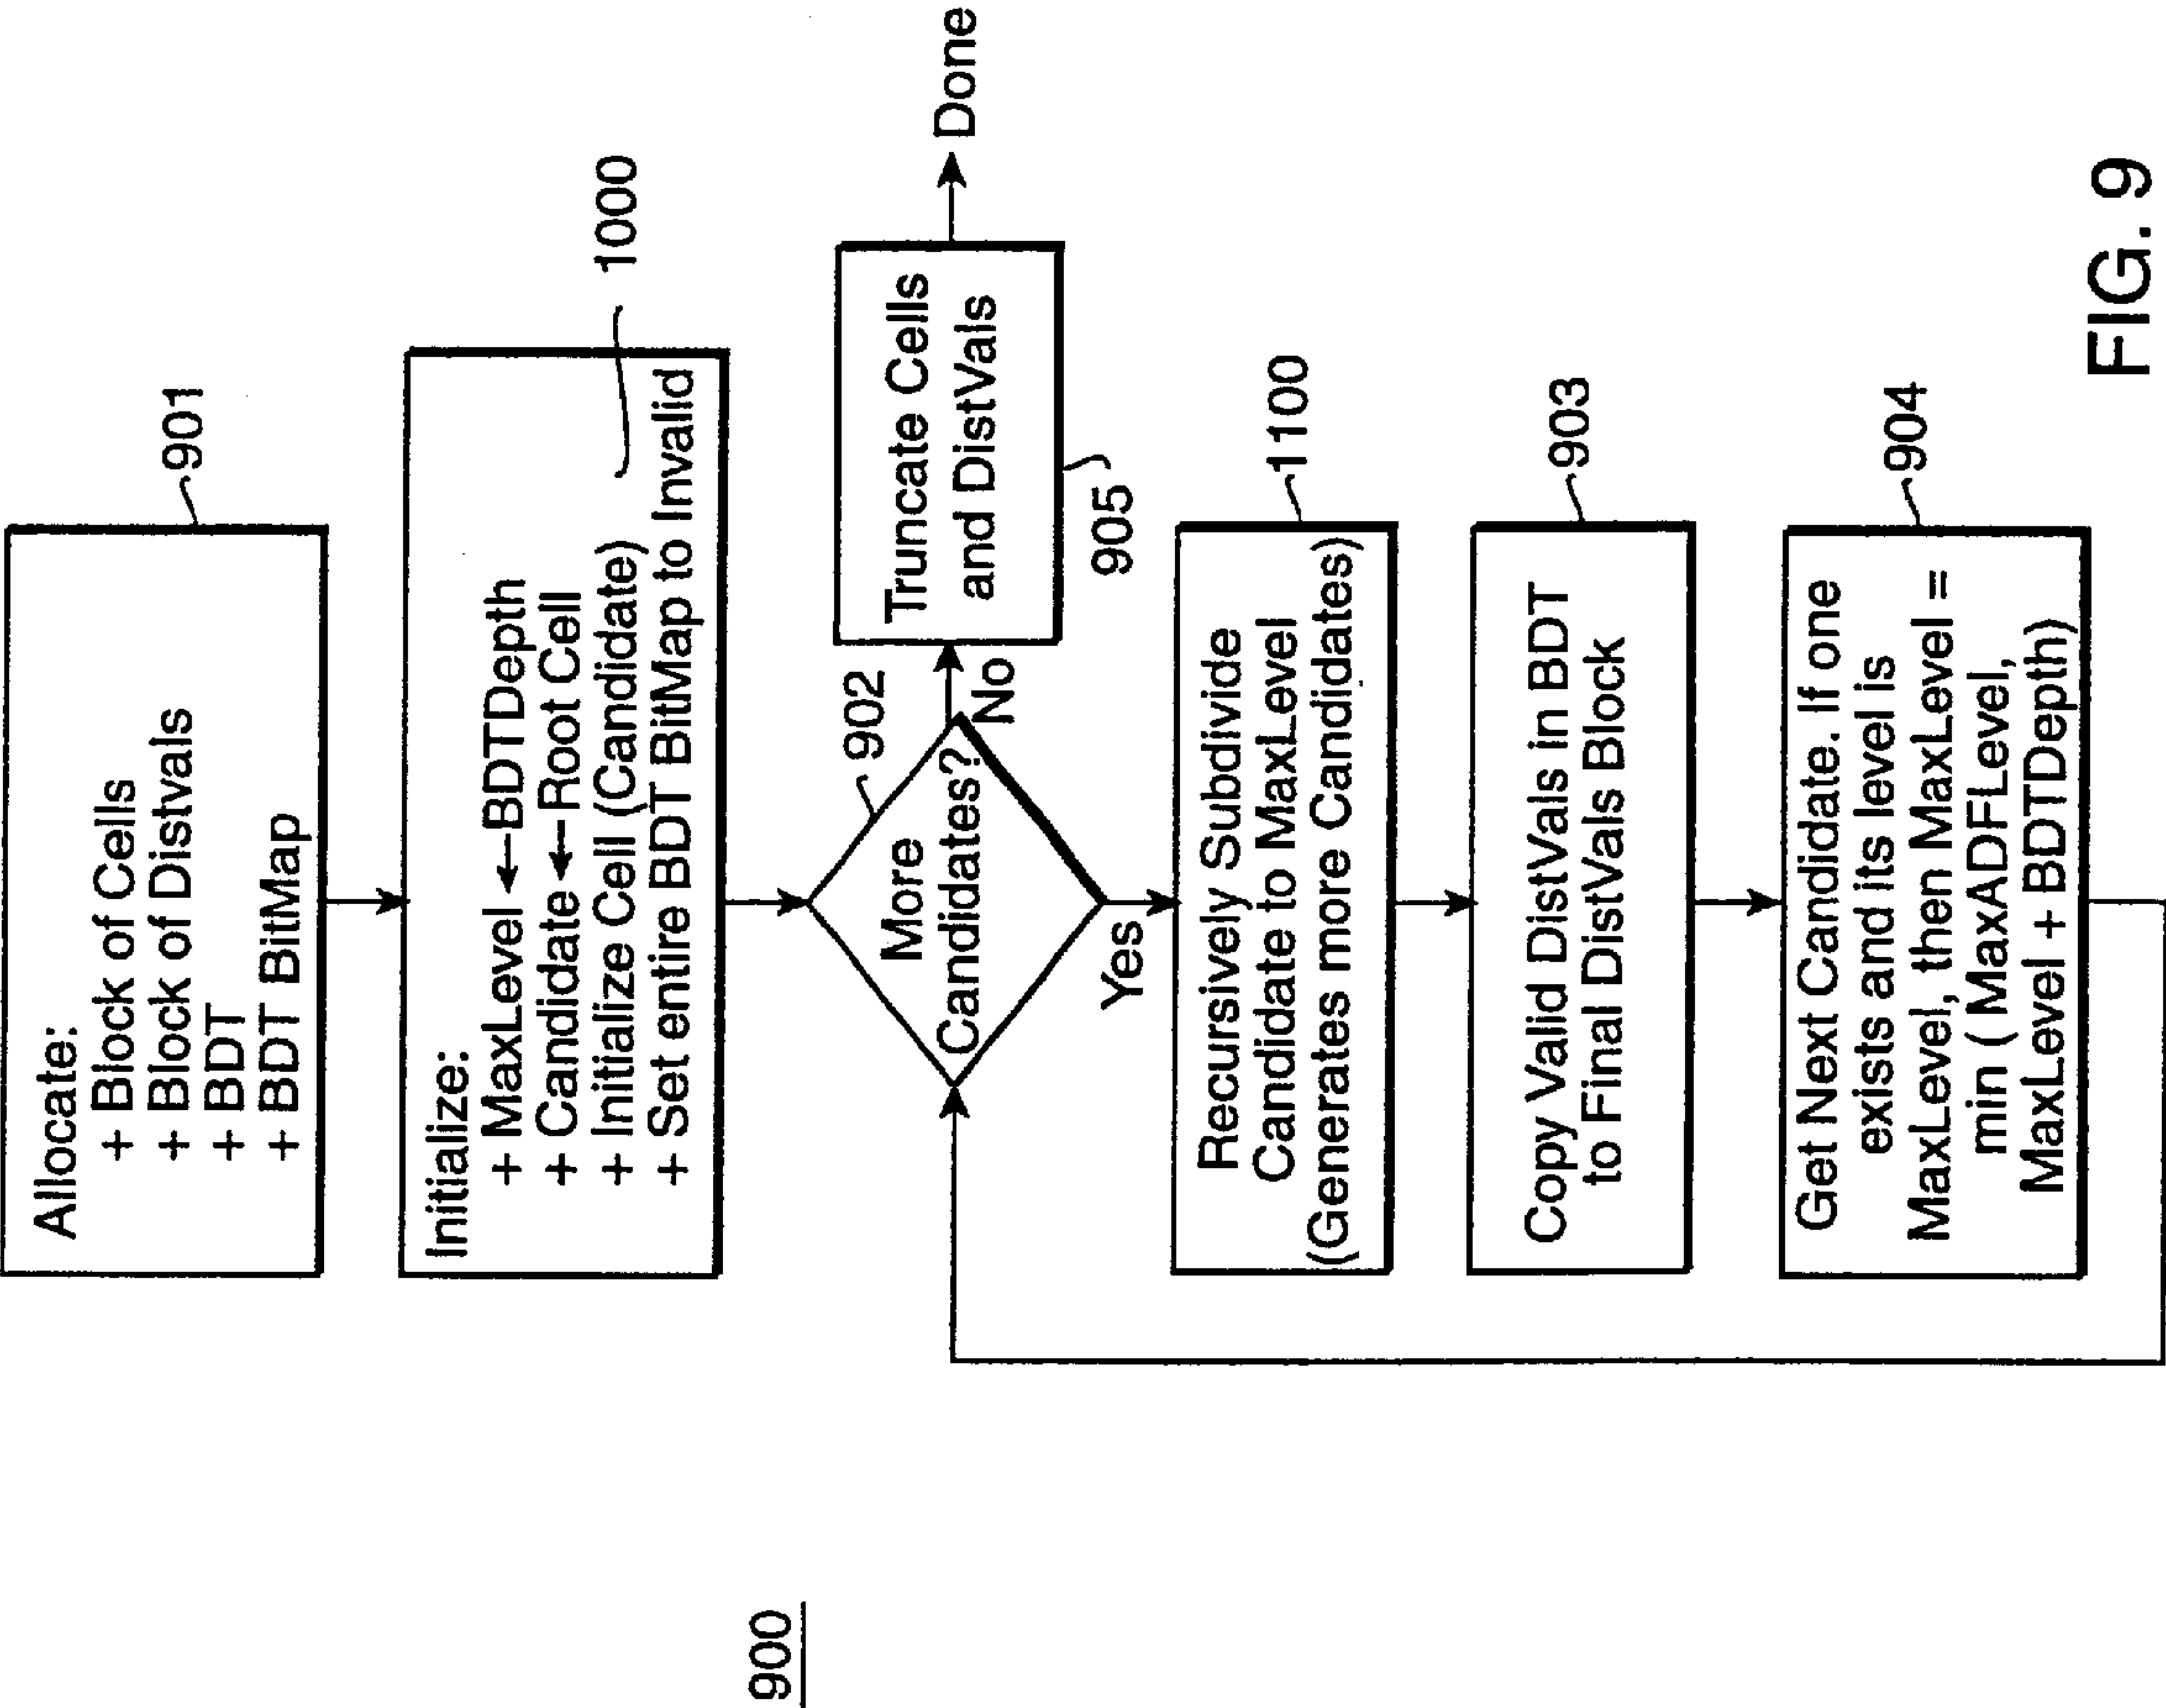 900
Allocate:
+ Block of Cells
+ Block of Distvals
+ BDT
+ BDT BitMap
901
Initialize:
+ MaxLevel ←BDTDepth
+ Candidate ←Root Cell
+ Initialize Cell (Candidate)
+ Set entire BDT BitMap to Invalid
1000
More
Candidates?
902
No
Truncate Cells
and DistVals
905
Done
Yes
Recursively Subdivide
Candidate to MaxLevel
(Generates more Candidates)
1100
Copy Valid DistVals in BDT
to Final DistVals Block
903
Get Next Candidate. If one
exists and its level is
MaxLevel, then MaxLevel =
min ( MaxADFLevel,
MaxLevel + BDTDepth)
904
FIG. 9